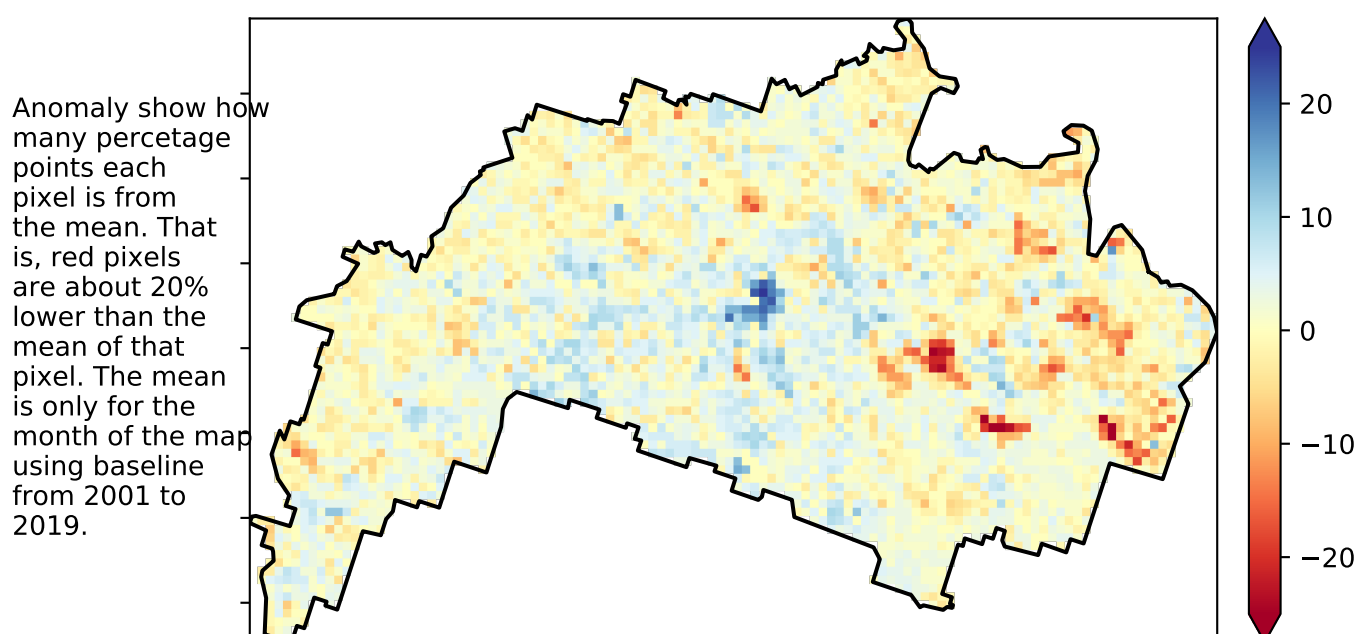 Anomaly show how
many percetage
points each
pixel is from
the mean. That
is, red pixels
are about 20%
lower than the
mean of that
pixel. The mean
is only for the
month of the map
using baseline
from 2001 to
2019.
20
10
0
−10
−20